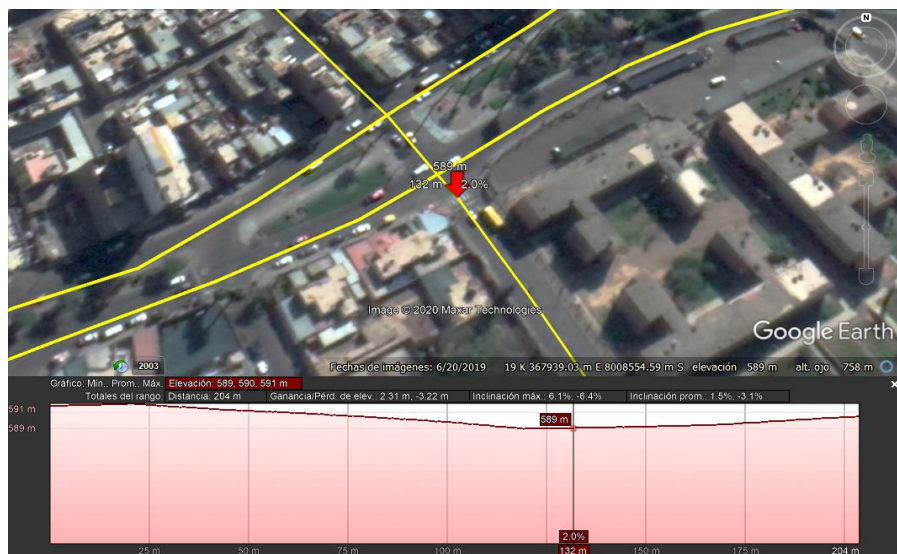 N
589 m
132 m 2.0%
Image © 2020 Maxar Technologies
Google Earth
2003
Fechas de imágenes: 6/20/2019 19 K 367939.03 m E 8008554.59 m S elevación 589 m alt. ojo 758 m
Gráfico: Mín., Prom., Máx. Elevación: 589, 590, 591 m
Totales del rango: Distancia: 204 m Ganancia/Pérd. de elev.: 2.31 m, -3.22 m Inclinación máx.: 6.1%, -6.4% Inclinación prom.: 1.5%, -3.1%
591 m
589 m
589 m
2.0%
25 m 50 m 75 m 100 m 132 m 150 m 175 m 204 m